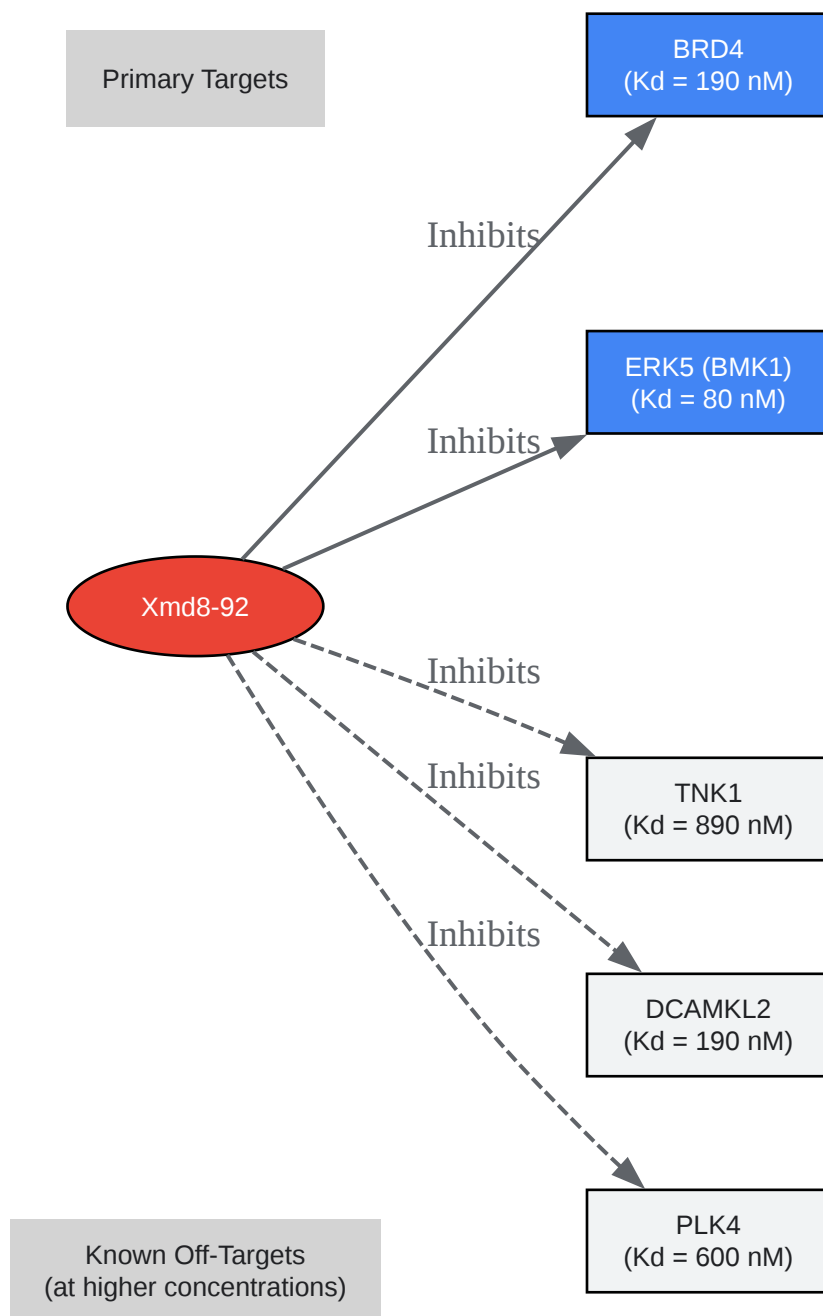 Primary Targets
BRD4
(Kd = 190 nM)
Inhibits
ERK5 (BMK1)
(Kd = 80 nM)
Inhibits
Xmd8-92
Inhibits
TNK1
(Kd = 890 nM)
Inhibits
DCAMKL2
(Kd = 190 nM)
Inhibits
PLK4
(Kd = 600 nM)
Known Off-Targets
(at higher concentrations)